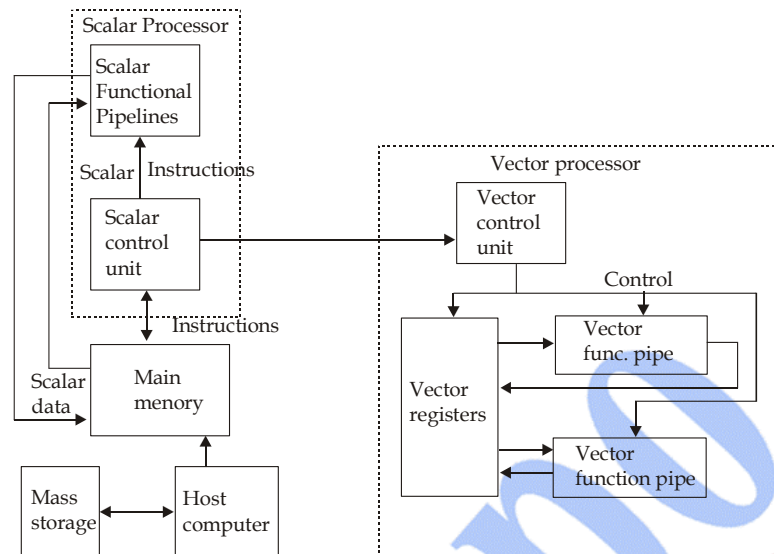 Scalar Processor
Scalar
Functional
Pipelines
Scalar Instructions
Scalar
control
unit
Instructions
Scalar
data
Main
menory
Mass
storage
Host
computer
Vector processor
Vector
control
unit
Control
Vector
func. pipe
Vector
registers
Vector
function pipe